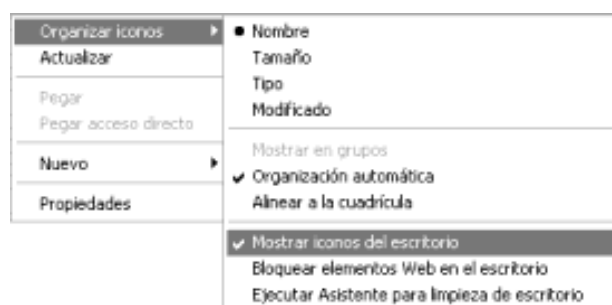 Organizar iconos
Actualizar
Pegar
Pegar acceso directo
Nuevo
Propiedades
Nombre
Tamaño
Tipo
Modificado
Mostrar en grupos
Organización automática
Alinear a la cuadrícula
Mostrar iconos del escritorio
Bloquear elementos Web en el escritorio
Ejecutar Asistente para limpieza de escritorio